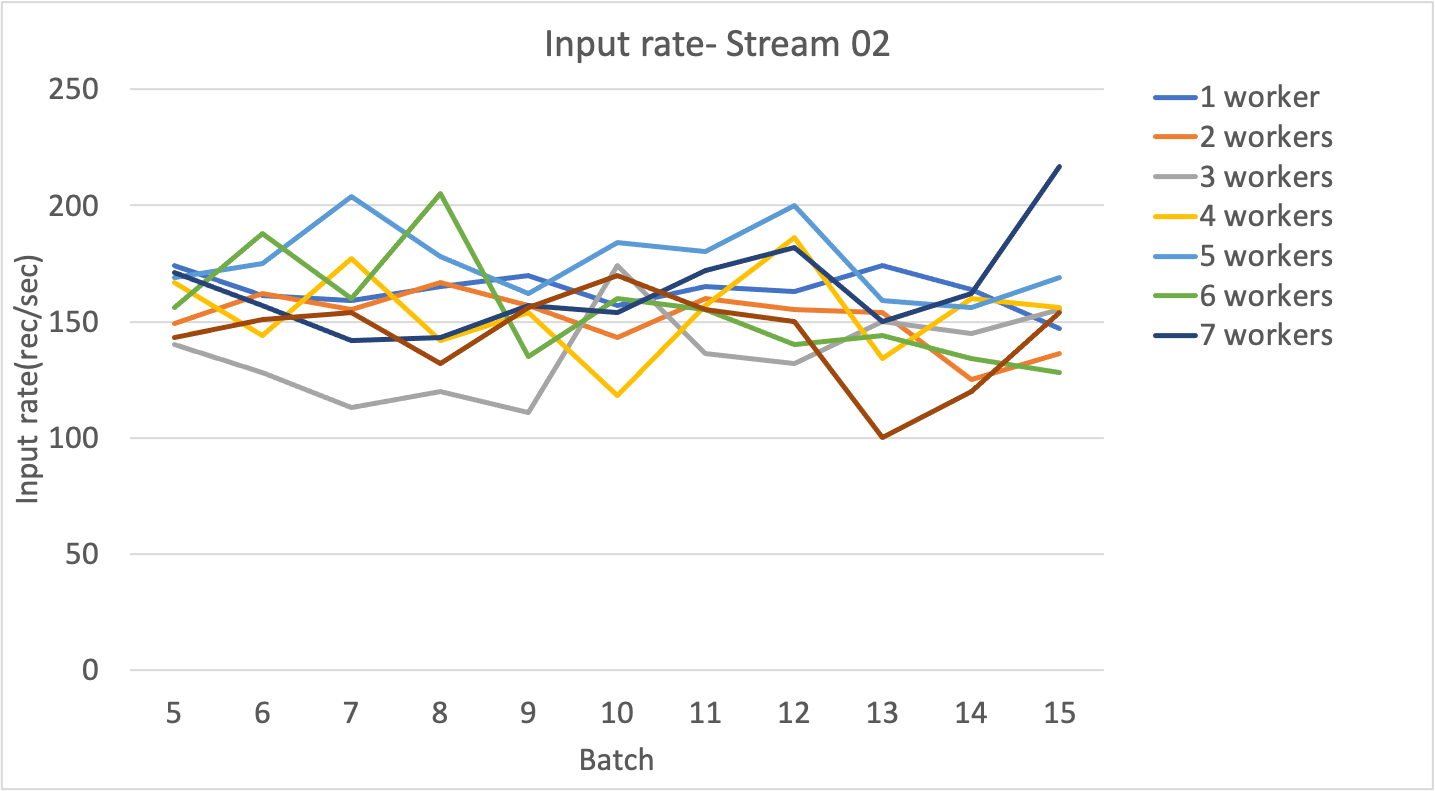 Input rate- Stream 02
250
200
150
100
50
0
Input rate(rec/sec)
5 6 7 8 9 10 11 12 13 14 15
Batch
1 worker
2 workers
3 workers
4 workers
5 workers
6 workers
7 workers